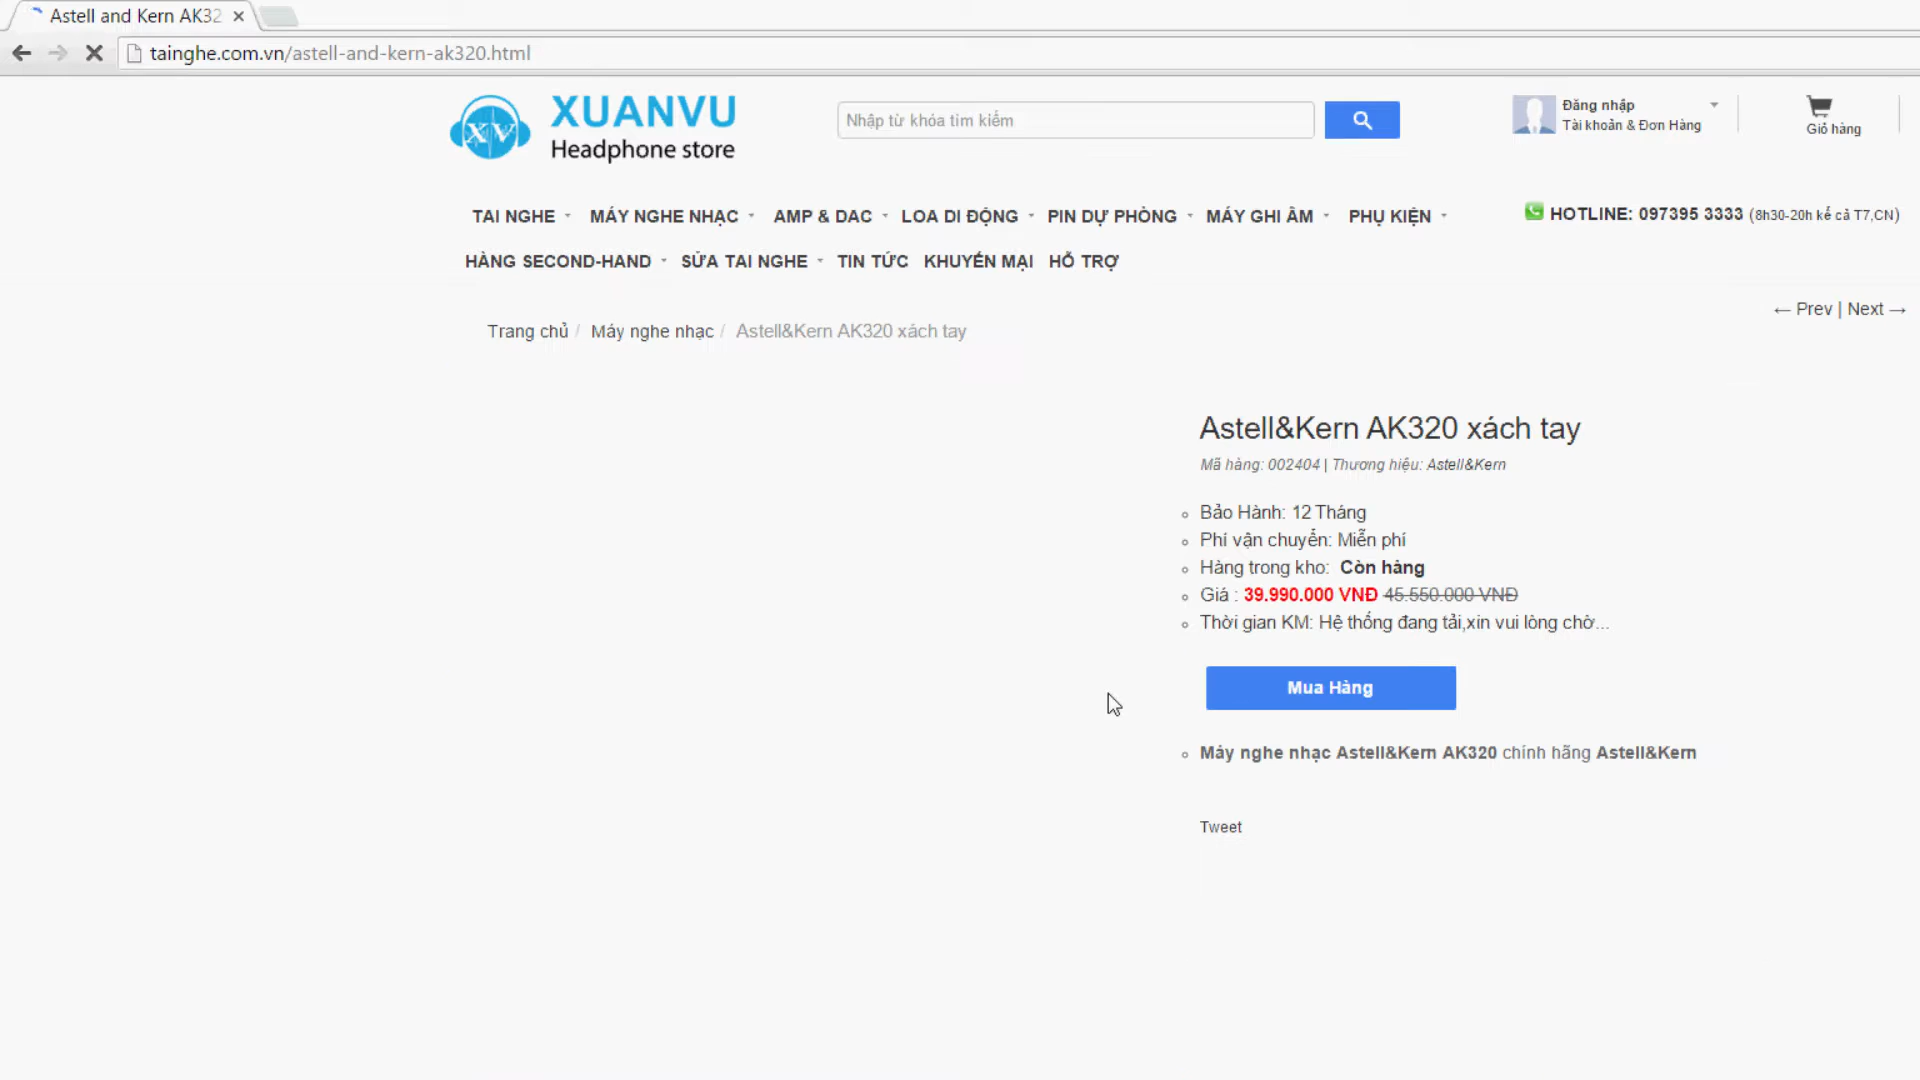 Astell and Kern AK32
tainghe.com.vn/astell-and-kern-ak320.html
XV
XUANVU
Headphone store
Nhập từ khóa tìm kiếm
Đăng nhập
Tài khoản & Đơn Hàng
Giỏ hàng
TAI NGHE MÁY NGHE NHẠC AMP & DAC LOA DI ĐỘNG PIN DỰ PHÒNG MÁY GHI ÂM PHỤ KIỆN
HOTLINE: 097395 3333 (8h30-20h kể cả T7,CN)
HÀNG SECOND-HAND SỬA TAI NGHE TIN TỨC KHUYẾN MẠI HỖ TRỢ
← Prev | Next →
Trang chủ / Máy nghe nhạc / Astell&Kern AK320 xách tay
Astell&Kern AK320 xách tay
Mã hàng: 002404 | Thương hiệu: Astell&Kern
Bảo Hành: 12 Tháng
Phí vận chuyển: Miễn phí
Hàng trong kho: Còn hàng
Giá : 39.990.000 VNĐ 45.550.000 VNĐ
Thời gian KM: Hệ thống đang tải,xin vui lòng chờ...
Mua Hàng
Máy nghe nhạc Astell&Kern AK320 chính hãng Astell&Kern
Tweet